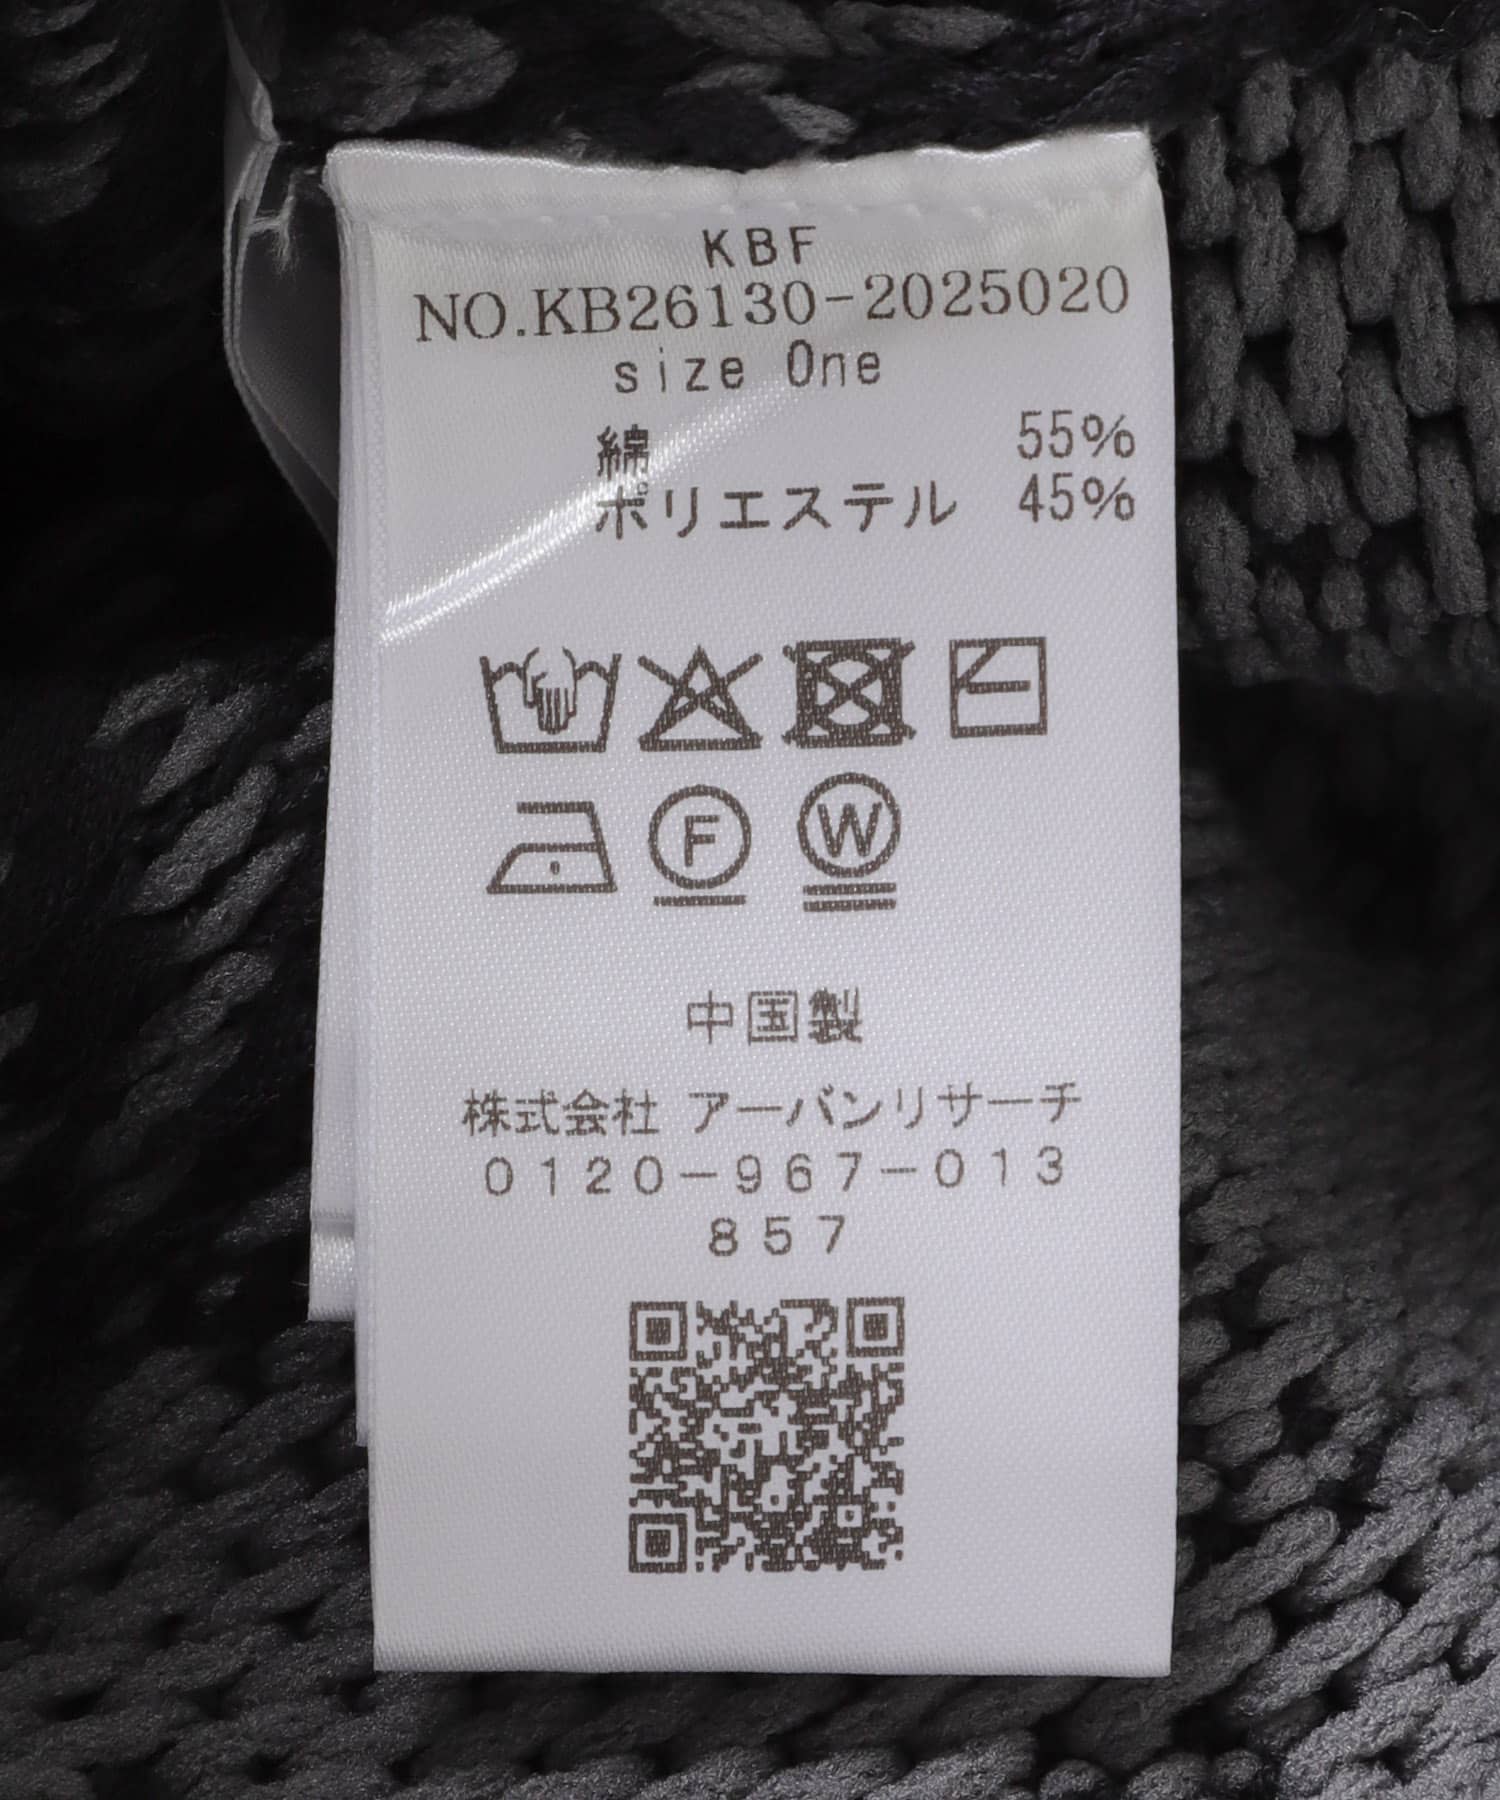 KBF
NO.KB26130-2025020
size One
綿 55%
ポリエステル 45%
F W
中国製
株式会社 アーバンリサーチ
0120-967-013
857